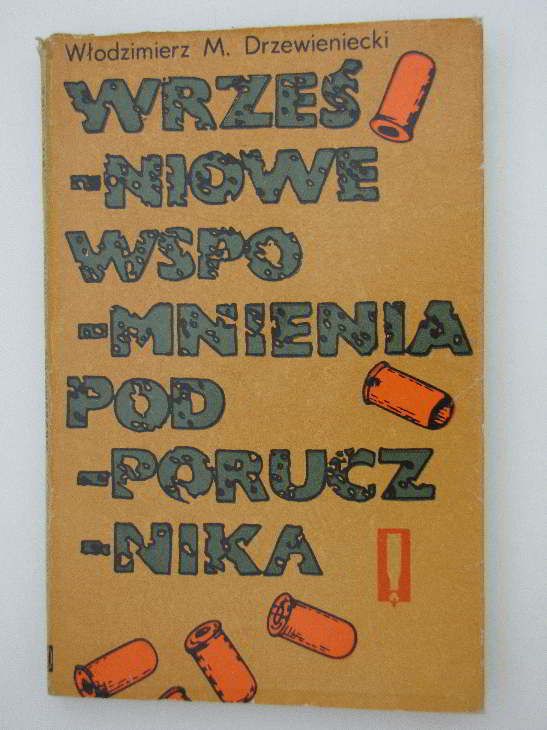 Włodzimierz M. Drzewieniecki
WRZEŚ
-NIOWE
WSPO
-MNIENIA
POD
-PORUCZ
-NIKA
!